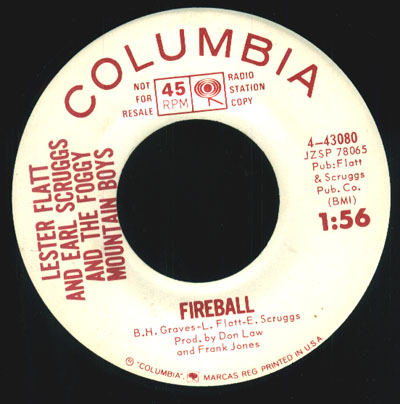 COLUMBIA
NOT
FOR
RESALE
45
RPM
RADIO
STATION
COPY
4-43080
JZSP 78065
Pub: Flatt
& Scruggs
Pub. Co.
(BMI)
1:56
LESTER FLATT
AND EARL SCRUGGS
AND THE FOGGY
MOUNTAIN BOYS
FIREBALL
B.H. Graves-L. Flatt-E. Scruggs
Prod. by Don Law
and Frank Jones
® "COLUMBIA", MARCAS REG. PRINTED IN U.S.A.